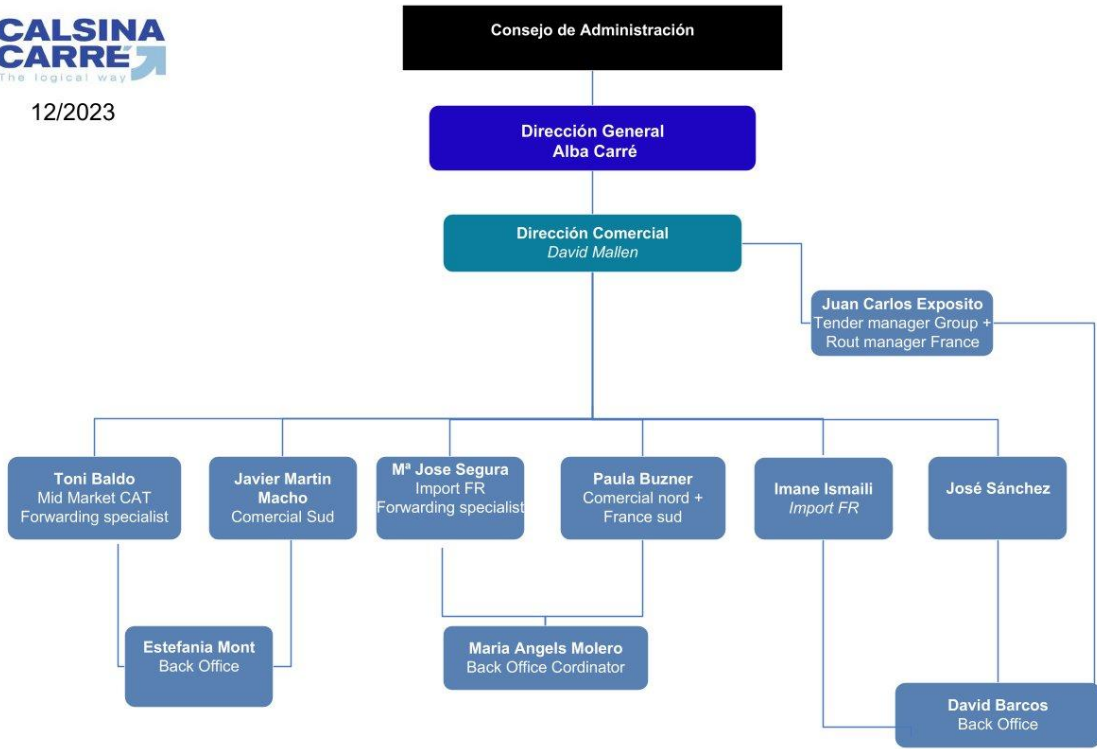 CALSINA
CARRÉ
The logical way
12/2023
Consejo de Administración
Dirección General
Alba Carré
Dirección Comercial
David Mallen
Juan Carlos Exposito
Tender manager Group +
Rout manager France
Toni Baldo
Mid Market CAT
Forwarding specialist
Javier Martin
Macho
Comercial Sud
Mª Jose Segura
Import FR
Forwarding specialist
Paula Buzner
Comercial nord +
France sud
Imane Ismaili
Import FR
José Sánchez
Estefania Mont
Back Office
Maria Angels Molero
Back Office Cordinator
David Barcos
Back Office